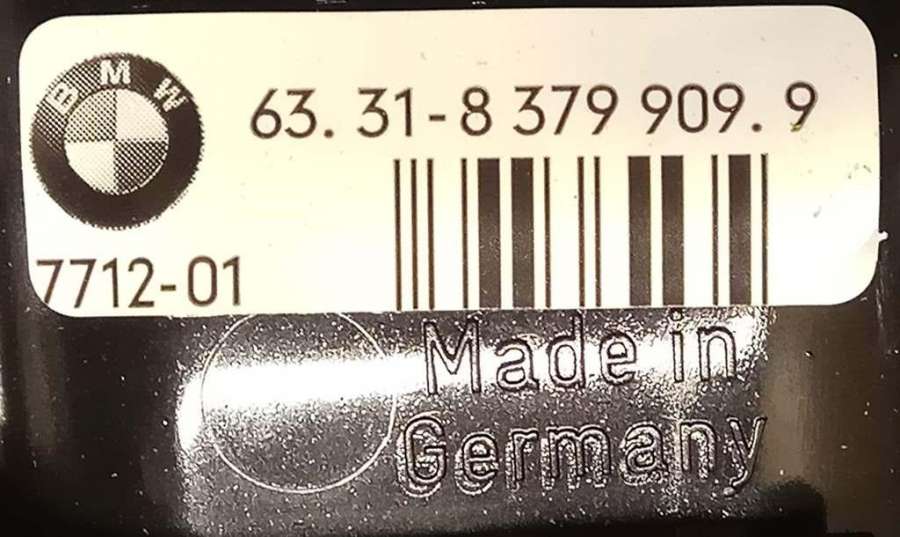 BMW
63. 31-8 379 909. 9
7712-01
Made in
Germany